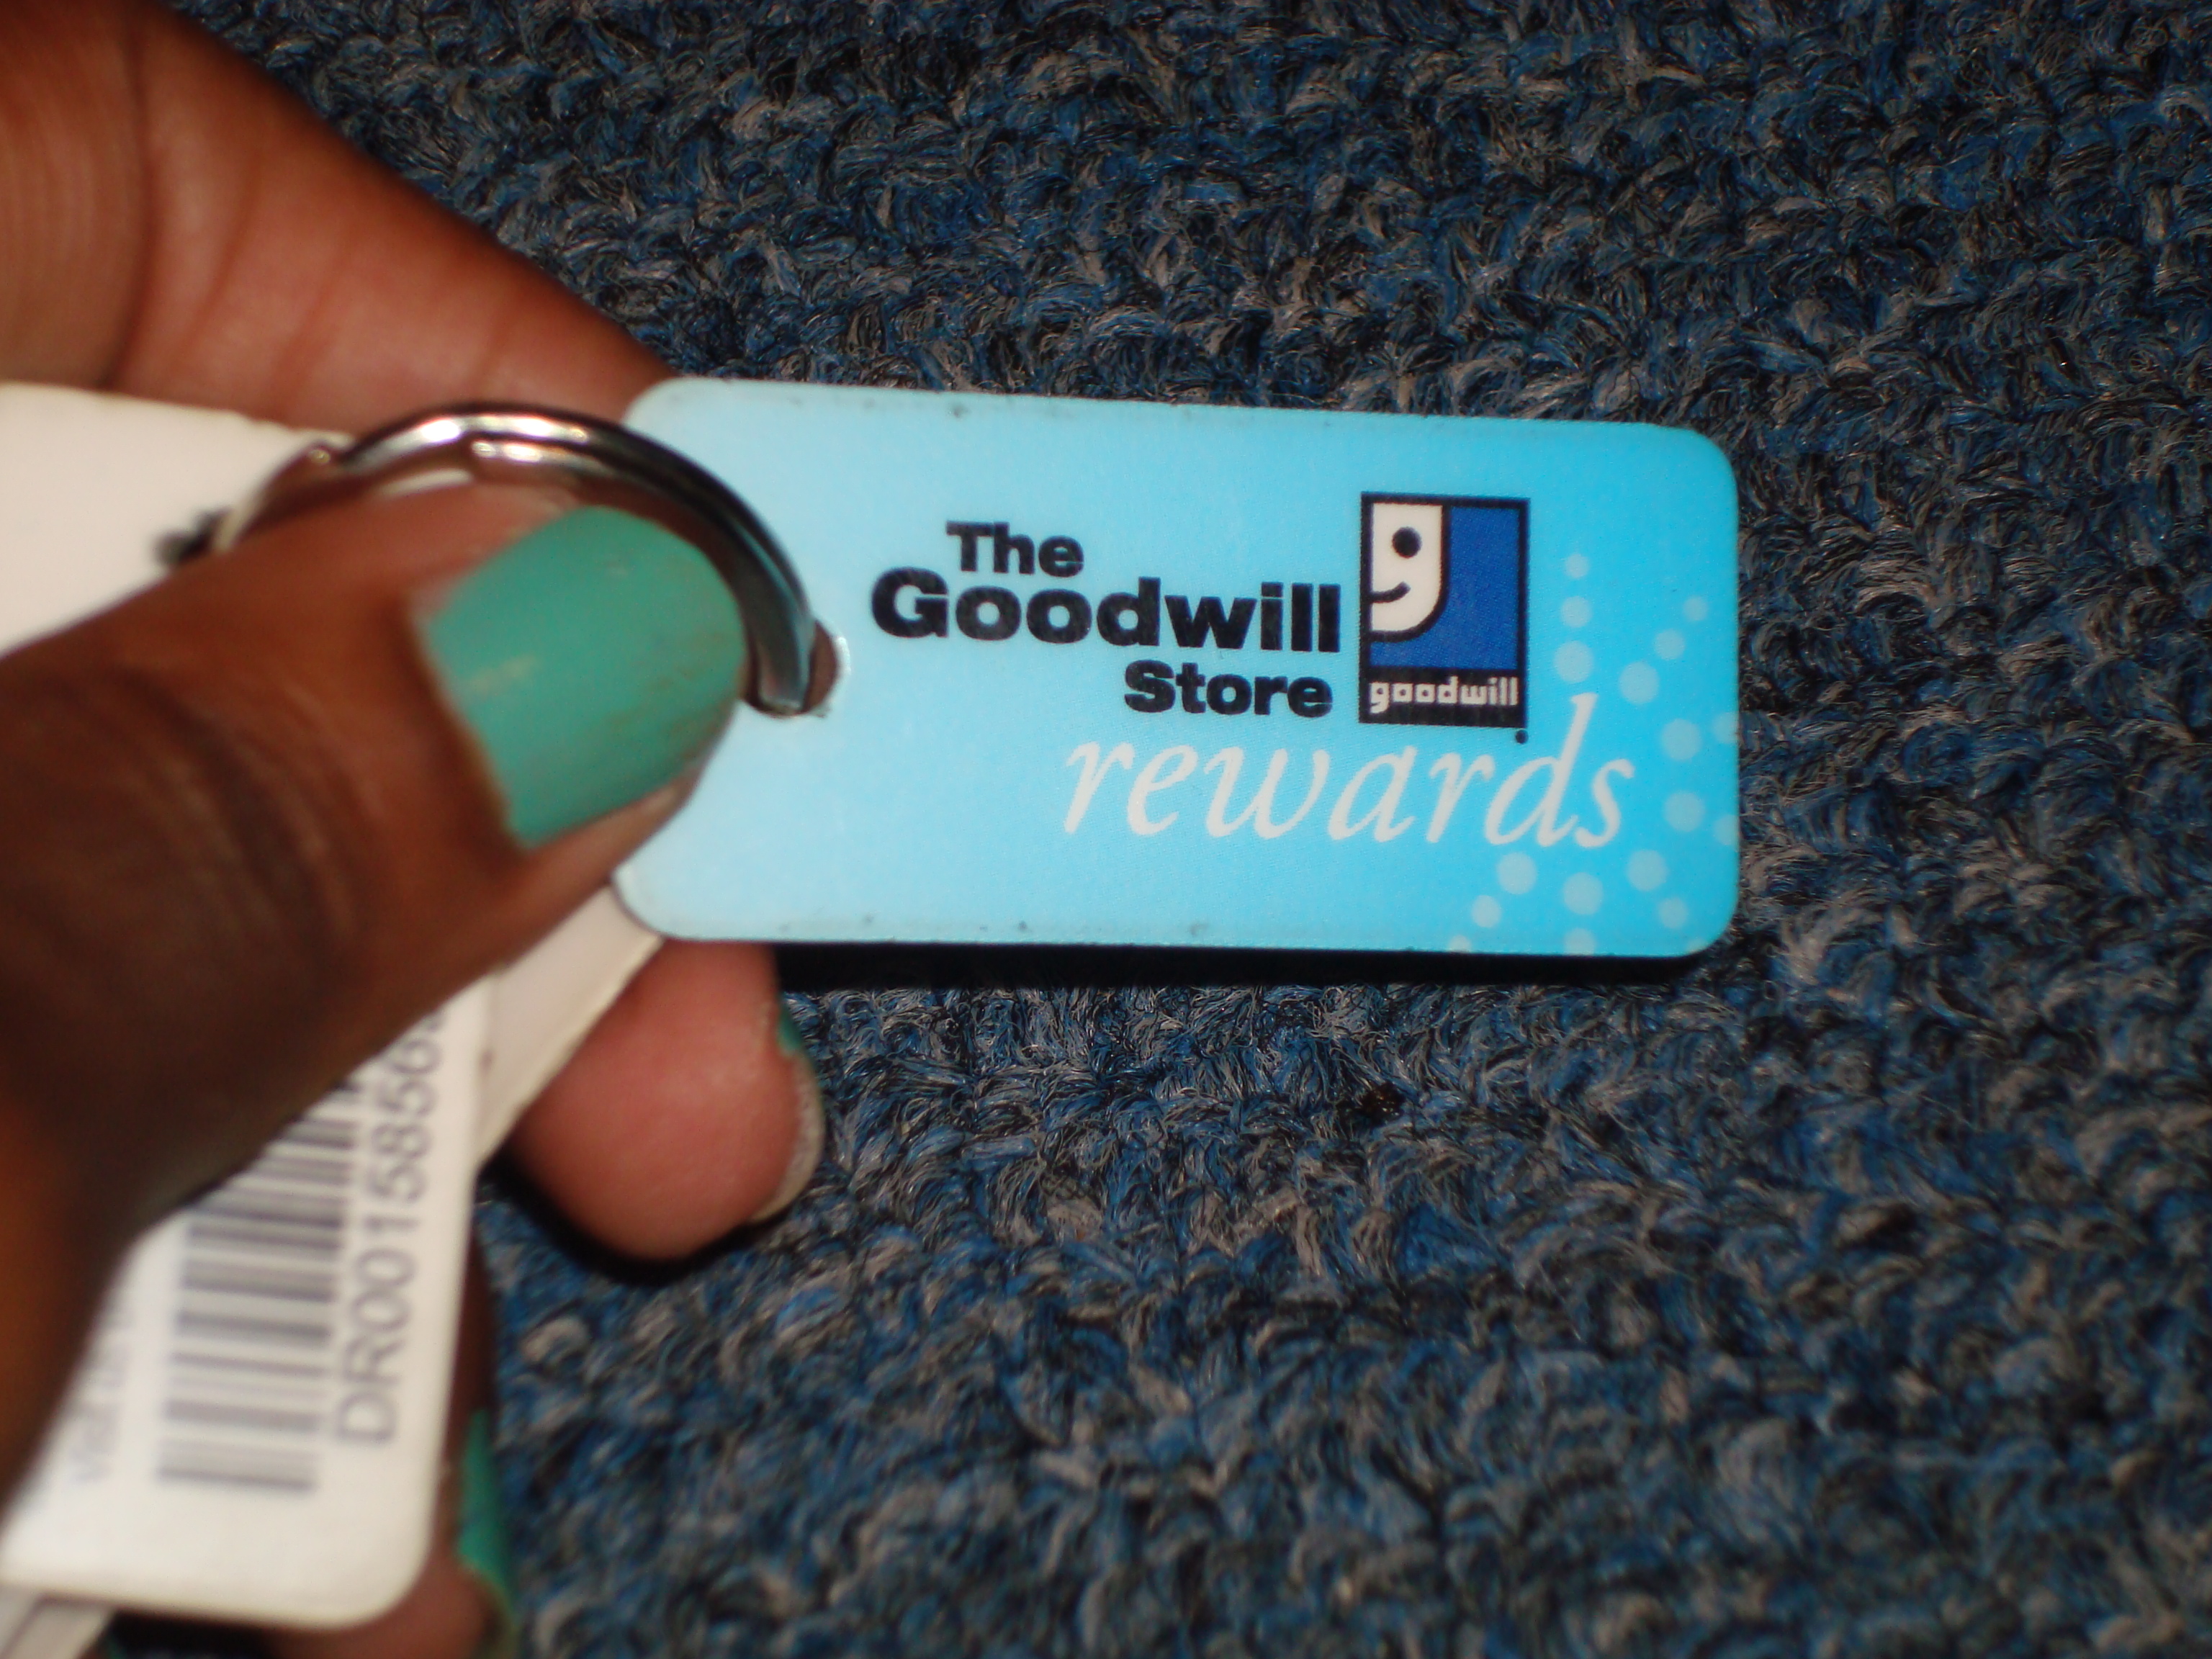 The
Goodwill
Store
goodwill
rewards